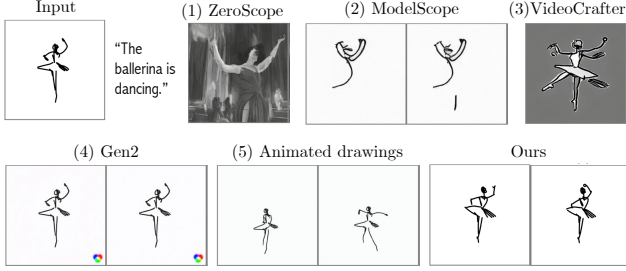 Input
(1) ZeroScope
(2) ModelScope
(3)VideoCrafter
“The
ballerina is
dancing.”
(4) Gen2
(5) Animated drawings
Ours